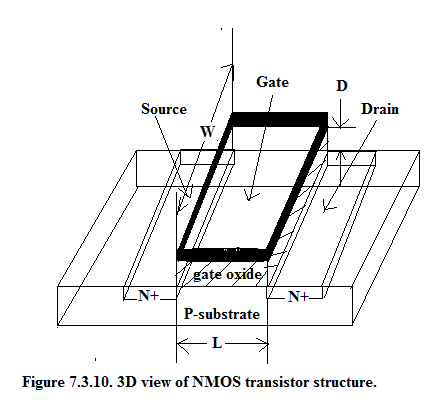 Gate
D
Source
Drain
W
gate oxide
N+
N+
P-substrate
L
Figure 7.3.10. 3D view of NMOS transistor structure.